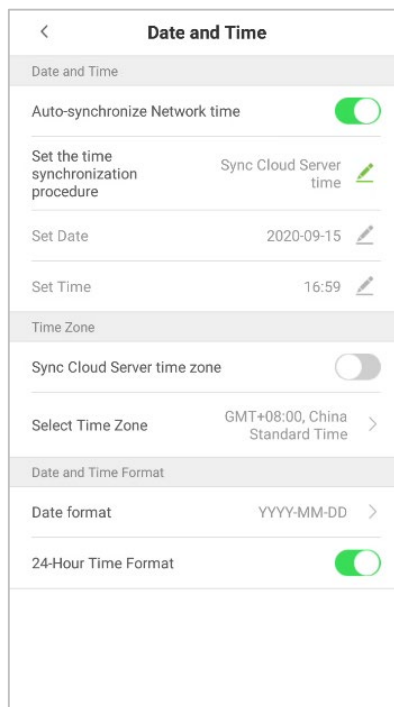 Date and Time
Date and Time
Auto-synchronize Network time
Set the time
synchronization
procedure
Sync Cloud Server
time
Set Date
2020-09-15
Set Time
16:59
Time Zone
Sync Cloud Server time zone
Select Time Zone
GMT+08:00, China
Standard Time
Date and Time Format
Date format
YYYY-MM-DD
24-Hour Time Format